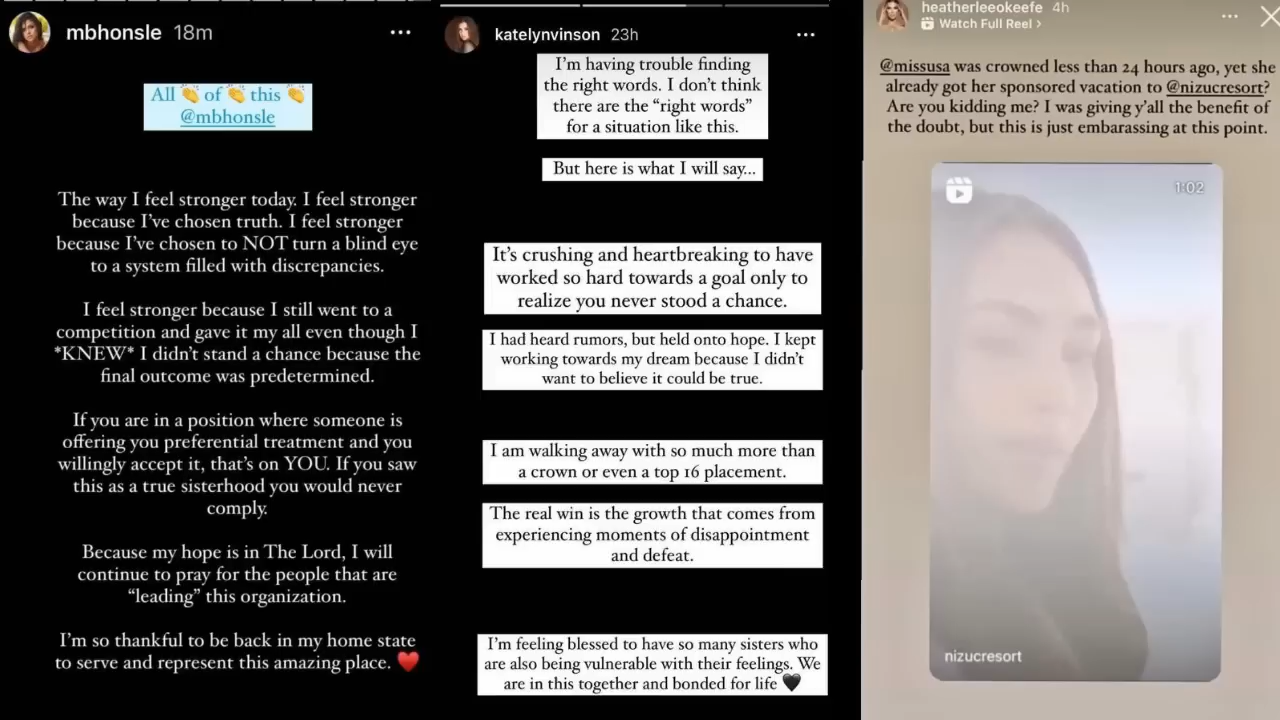 mbhonsle 18m
All 👏 of 👏 this 👏
@mbhonsle
The way I feel stronger today. I feel stronger
because I’ve chosen truth. I feel stronger
because I’ve chosen to NOT turn a blind eye
to a system filled with discrepancies.
I feel stronger because I still went to a
competition and gave it my all even though I
*KNEW* I didn’t stand a chance because the
final outcome was predetermined.
If you are in a position where someone is
offering you preferential treatment and you
willingly accept it, that’s on YOU. If you saw
this as a true sisterhood you would never
comply.
Because my hope is in The Lord, I will
continue to pray for the people that are
“leading” this organization.
I’m so thankful to be back in my home state
to serve and represent this amazing place. ❤️
katelynvinson 23h
I’m having trouble finding
the right words. I don’t think
there are the “right words”
for a situation like this.
But here is what I will say...
It’s crushing and heartbreaking to have
worked so hard towards a goal only to
realize you never stood a chance.
I had heard rumors, but held onto hope. I kept
working towards my dream because I didn’t
want to believe it could be true.
I am walking away with so much more than
a crown or even a top 16 placement.
The real win is the growth that comes from
experiencing moments of disappointment
and defeat.
I’m feeling blessed to have so many sisters who
are also being vulnerable with their feelings. We
are in this together and bonded for life 🖤
heatherleeokeefe 4h
Watch Full Reel >
@missusa was crowned less than 24 hours ago, yet she
already got her sponsored vacation to @nizucresort?
Are you kidding me? I was giving y’all the benefit of
the doubt, but this is just embarassing at this point.
1:02
nizucresort